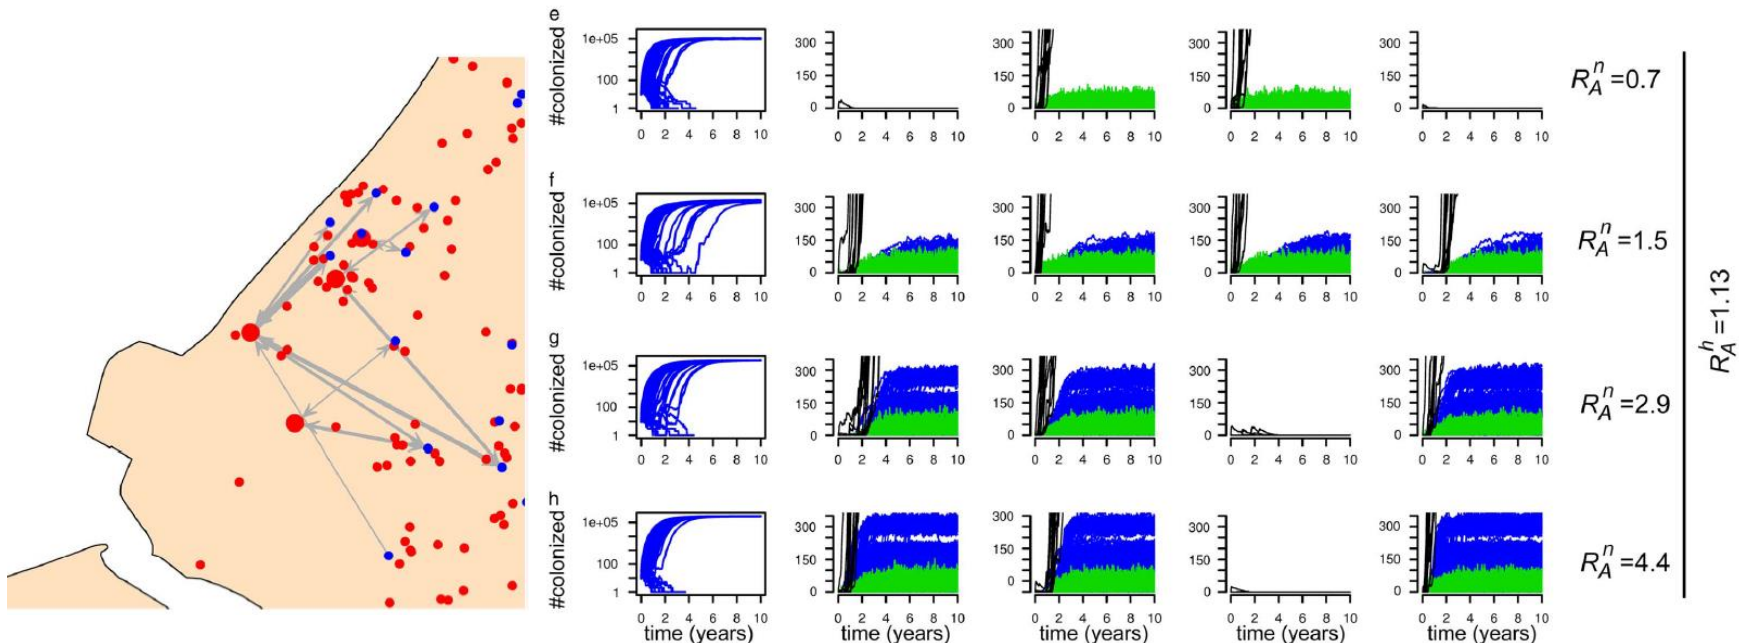 e
#colonized
1e+05 300 300 300 300
100 150 150 150 150
1 0 0 0 0
0 2 4 6 8 10 0 2 4 6 8 10 0 2 4 6 8 10 0 2 4 6 8 10 0 2 4 6 8 10
R_A^n=0.7
f
#colonized
1e+05 300 300 300 300
100 150 150 150 150
1 0 0 0 0
0 2 4 6 8 10 0 2 4 6 8 10 0 2 4 6 8 10 0 2 4 6 8 10 0 2 4 6 8 10
R_A^n=1.5
g
#colonized
1e+05 300 300 300 300
100 150 150 150 150
1 0 0 0 0
0 2 4 6 8 10 0 2 4 6 8 10 0 2 4 6 8 10 0 2 4 6 8 10 0 2 4 6 8 10
R_A^n=2.9
h
#colonized
1e+05 300 300 300 300
100 150 150 150 150
1 0 0 0 0
0 2 4 6 8 10 0 2 4 6 8 10 0 2 4 6 8 10 0 2 4 6 8 10 0 2 4 6 8 10
time (years) time (years) time (years) time (years) time (years)
R_A^n=4.4
R_A^h=1.13